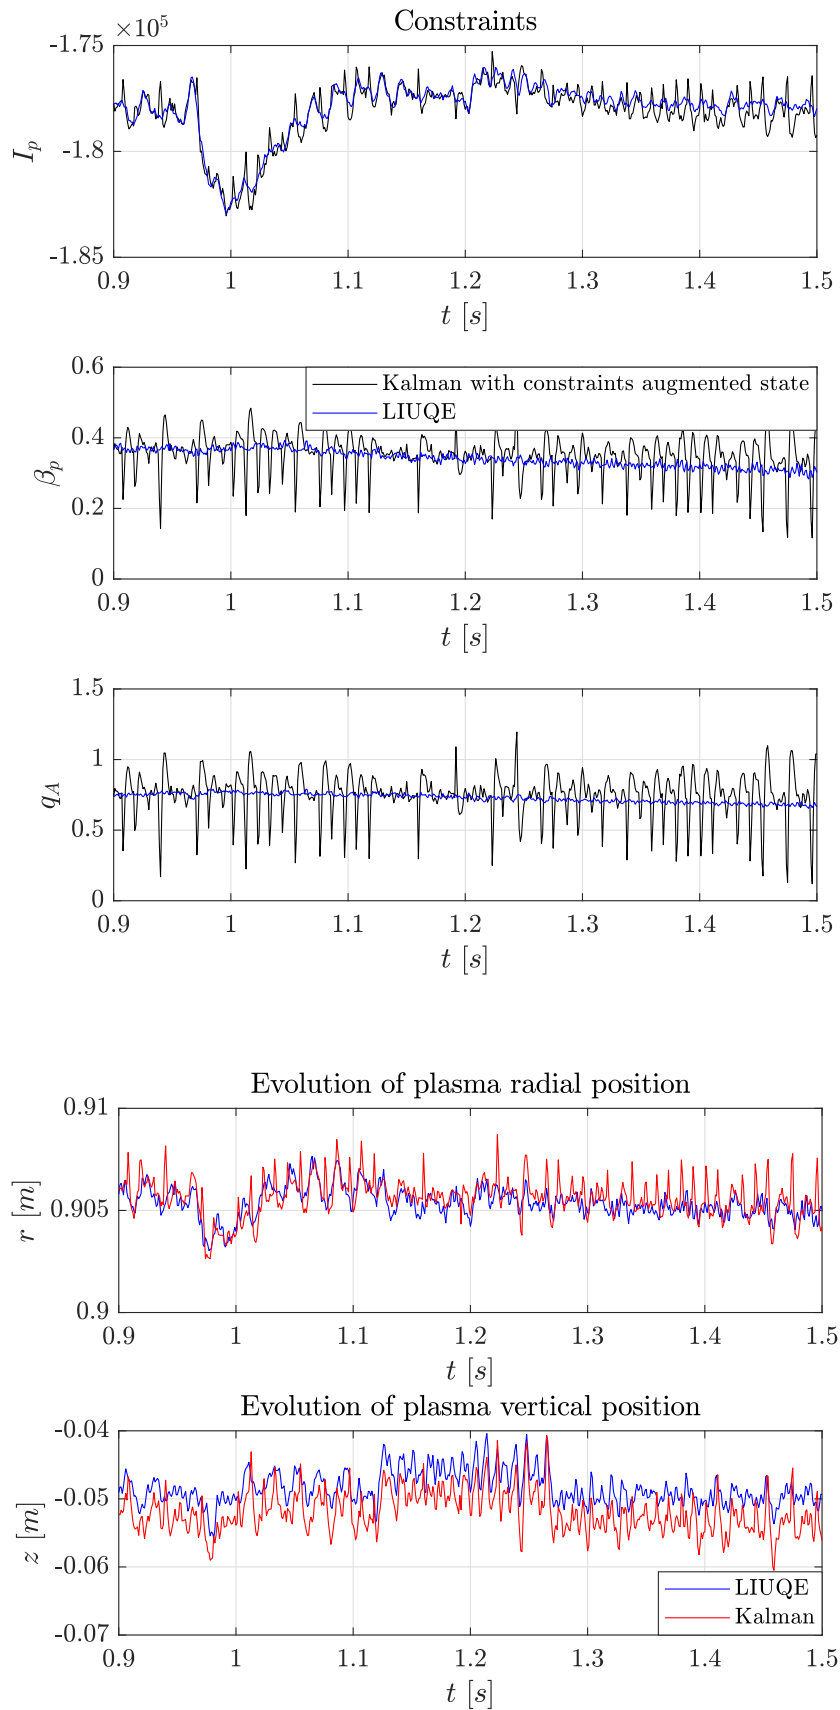 ×10⁵ Constraints
-1.75
-1.8
-1.85
I_p
0.9 1 1.1 1.2 1.3 1.4 1.5
t [s]
0.6
0.4
0.2
0
β_p
Kalman with constraints augmented state
LIUQE
0.9 1 1.1 1.2 1.3 1.4 1.5
t [s]
1.5
1
0.5
0
q_A
0.9 1 1.1 1.2 1.3 1.4 1.5
t [s]
Evolution of plasma radial position
0.91
0.905
0.9
r [m]
0.9 1 1.1 1.2 1.3 1.4 1.5
t [s]
Evolution of plasma vertical position
-0.04
-0.05
-0.06
-0.07
z [m]
LIUQE
Kalman
0.9 1 1.1 1.2 1.3 1.4 1.5
t [s]